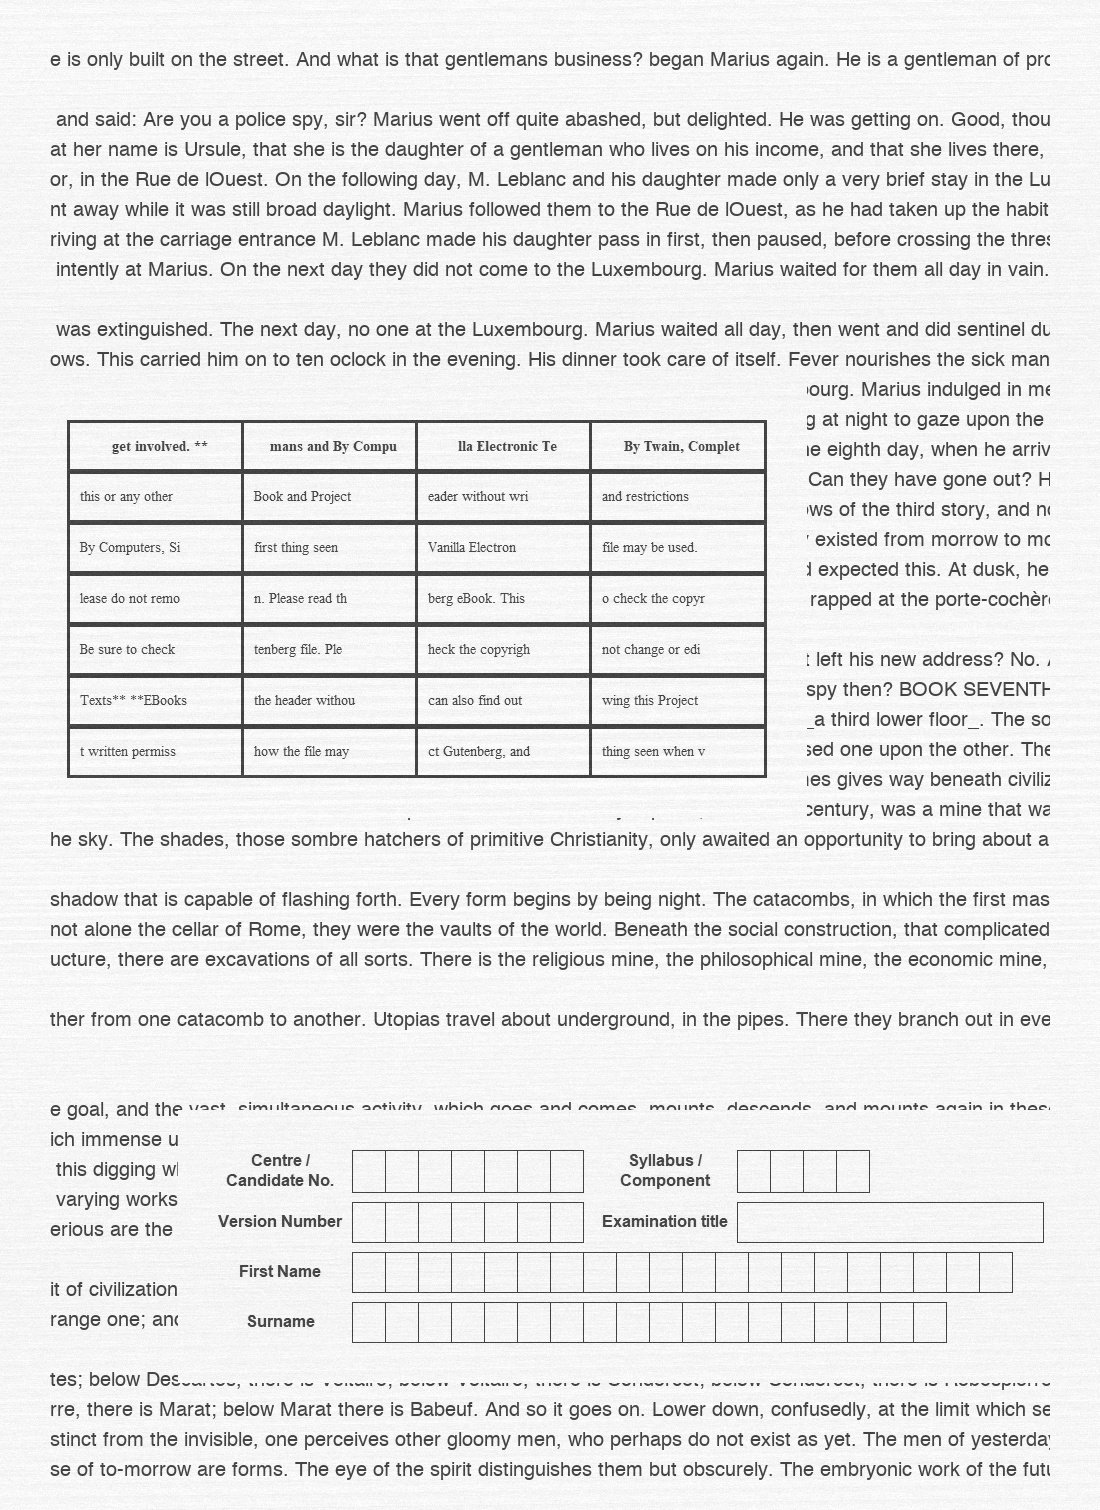 e is only built on the street. And what is that gentlemans business? began Marius again. He is a gentleman of
and said: Are you a police spy, sir? Marius went off quite abashed, but delighted. He was getting on. Good, thou
at her name is Ursule, that she is the daughter of a gentleman who lives on his income, and that she lives there,
or, in the Rue de lOuest. On the following day, M. Leblanc and his daughter made only a very brief stay in the Lu
nt away while it was still broad daylight. Marius followed them to the Rue de lOuest, as he had taken up the habit
riving at the carriage entrance M. Leblanc made his daughter pass in first, then paused, before crossing the
intently at Marius. On the next day they did not come to the Luxembourg. Marius waited for them all day in vain.
was extinguished. The next day, no one at the Luxembourg. Marius waited all day, then went and did sentinel du
ows. This carried him on to ten oclock in the evening. His dinner took care of itself. Fever nourishes the sick man
ourg. Marius indulged in
g at night to gaze upon the
eighth day, when he arriv
Can they have gone out? H
ows of the third story, and
existed from morrow to
expected this. At dusk, he
rapped at the
left his new address? No.
spy then? BOOK SEVENTH
_a third lower floor_. The so
sed one upon the other. The
gives way beneath civiliz
century, was a mine that wa
get involved. ** mans and By Compu lla Electronic Te By Twain, Complet
this or any other Book and Project eader without wri and restrictions
By Computers, Si first thing seen Vanilla Electron file may be used.
lease do not remo n. Please read th berg eBook. This o check the copyr
Be sure to check tenberg file. Ple heck the copyrigh not change or edi
Texts** **EBooks the header withou can also find out wing this Project
t written permiss how the file may ct Gutenberg, and thing seen when v
he sky. The shades, those sombre hatchers of primitive Christianity, only awaited an opportunity to bring about a
shadow that is capable of flashing forth. Every form begins by being night. The catacombs, in which the first mas
not alone the cellar of Rome, they were the vaults of the world. Beneath the social construction, that complicated
ucture, there are excavations of all sorts. There is the religious mine, the philosophical mine, the economic mine,
ther from one catacomb to another. Utopias travel about underground, in the pipes. There they branch out in eve
e goal, and the vast, simultaneous activity, which goes and comes, mounts, descends, and mounts again in
ich immense u
this digging
varying works
erious are the
it of civilization
range one;
Centre /
Candidate No.
Syllabus /
Component
Version Number
Examination title
First Name
Surname
tes; below Descartes, there is Voltaire; below Voltaire, there is Condorcet; below Condorcet, there is
rre, there is Marat; below Marat there is Babeuf. And so it goes on. Lower down, confusedly, at the limit which se
stinct from the invisible, one perceives other gloomy men, who perhaps do not exist as yet. The men of yesterday
se of to-morrow are forms. The eye of the spirit distinguishes them but obscurely. The embryonic work of the